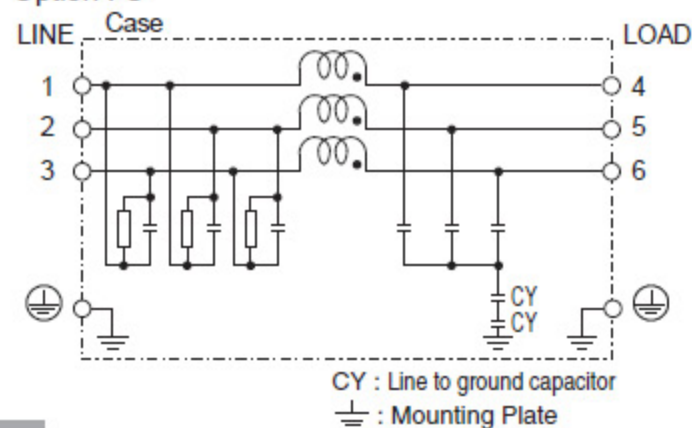 Case
LINE
LOAD
1
4
2
5
3
6
CY
CY
CY : Line to ground capacitor
: Mounting Plate